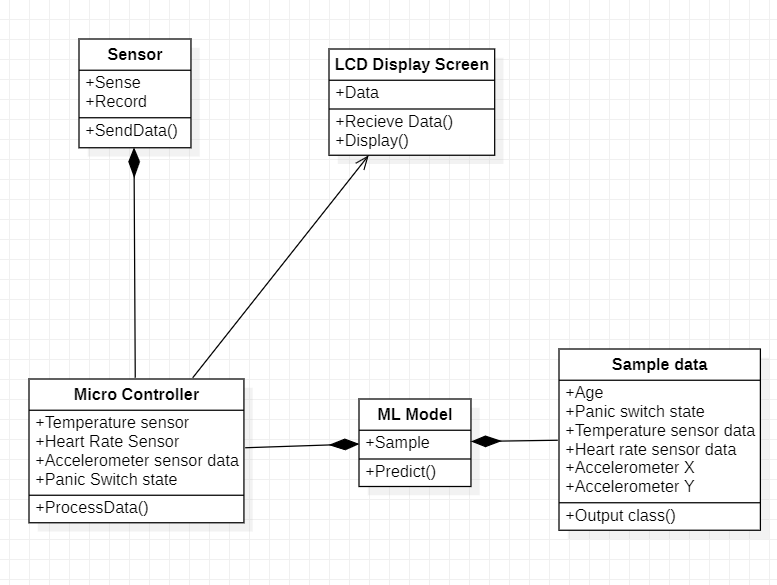 Sensor
+Sense
+Record
+SendData()
LCD Display Screen
+Data
+Recieve Data()
+Display()
Micro Controller
+Temperature sensor
+Heart Rate Sensor
+Accelerometer sensor data
+Panic Switch state
+ProcessData()
ML Model
+Sample
+Predict()
Sample data
+Age
+Panic switch state
+Temperature sensor data
+Heart rate sensor data
+Accelerometer X
+Accelerometer Y
+Output class()